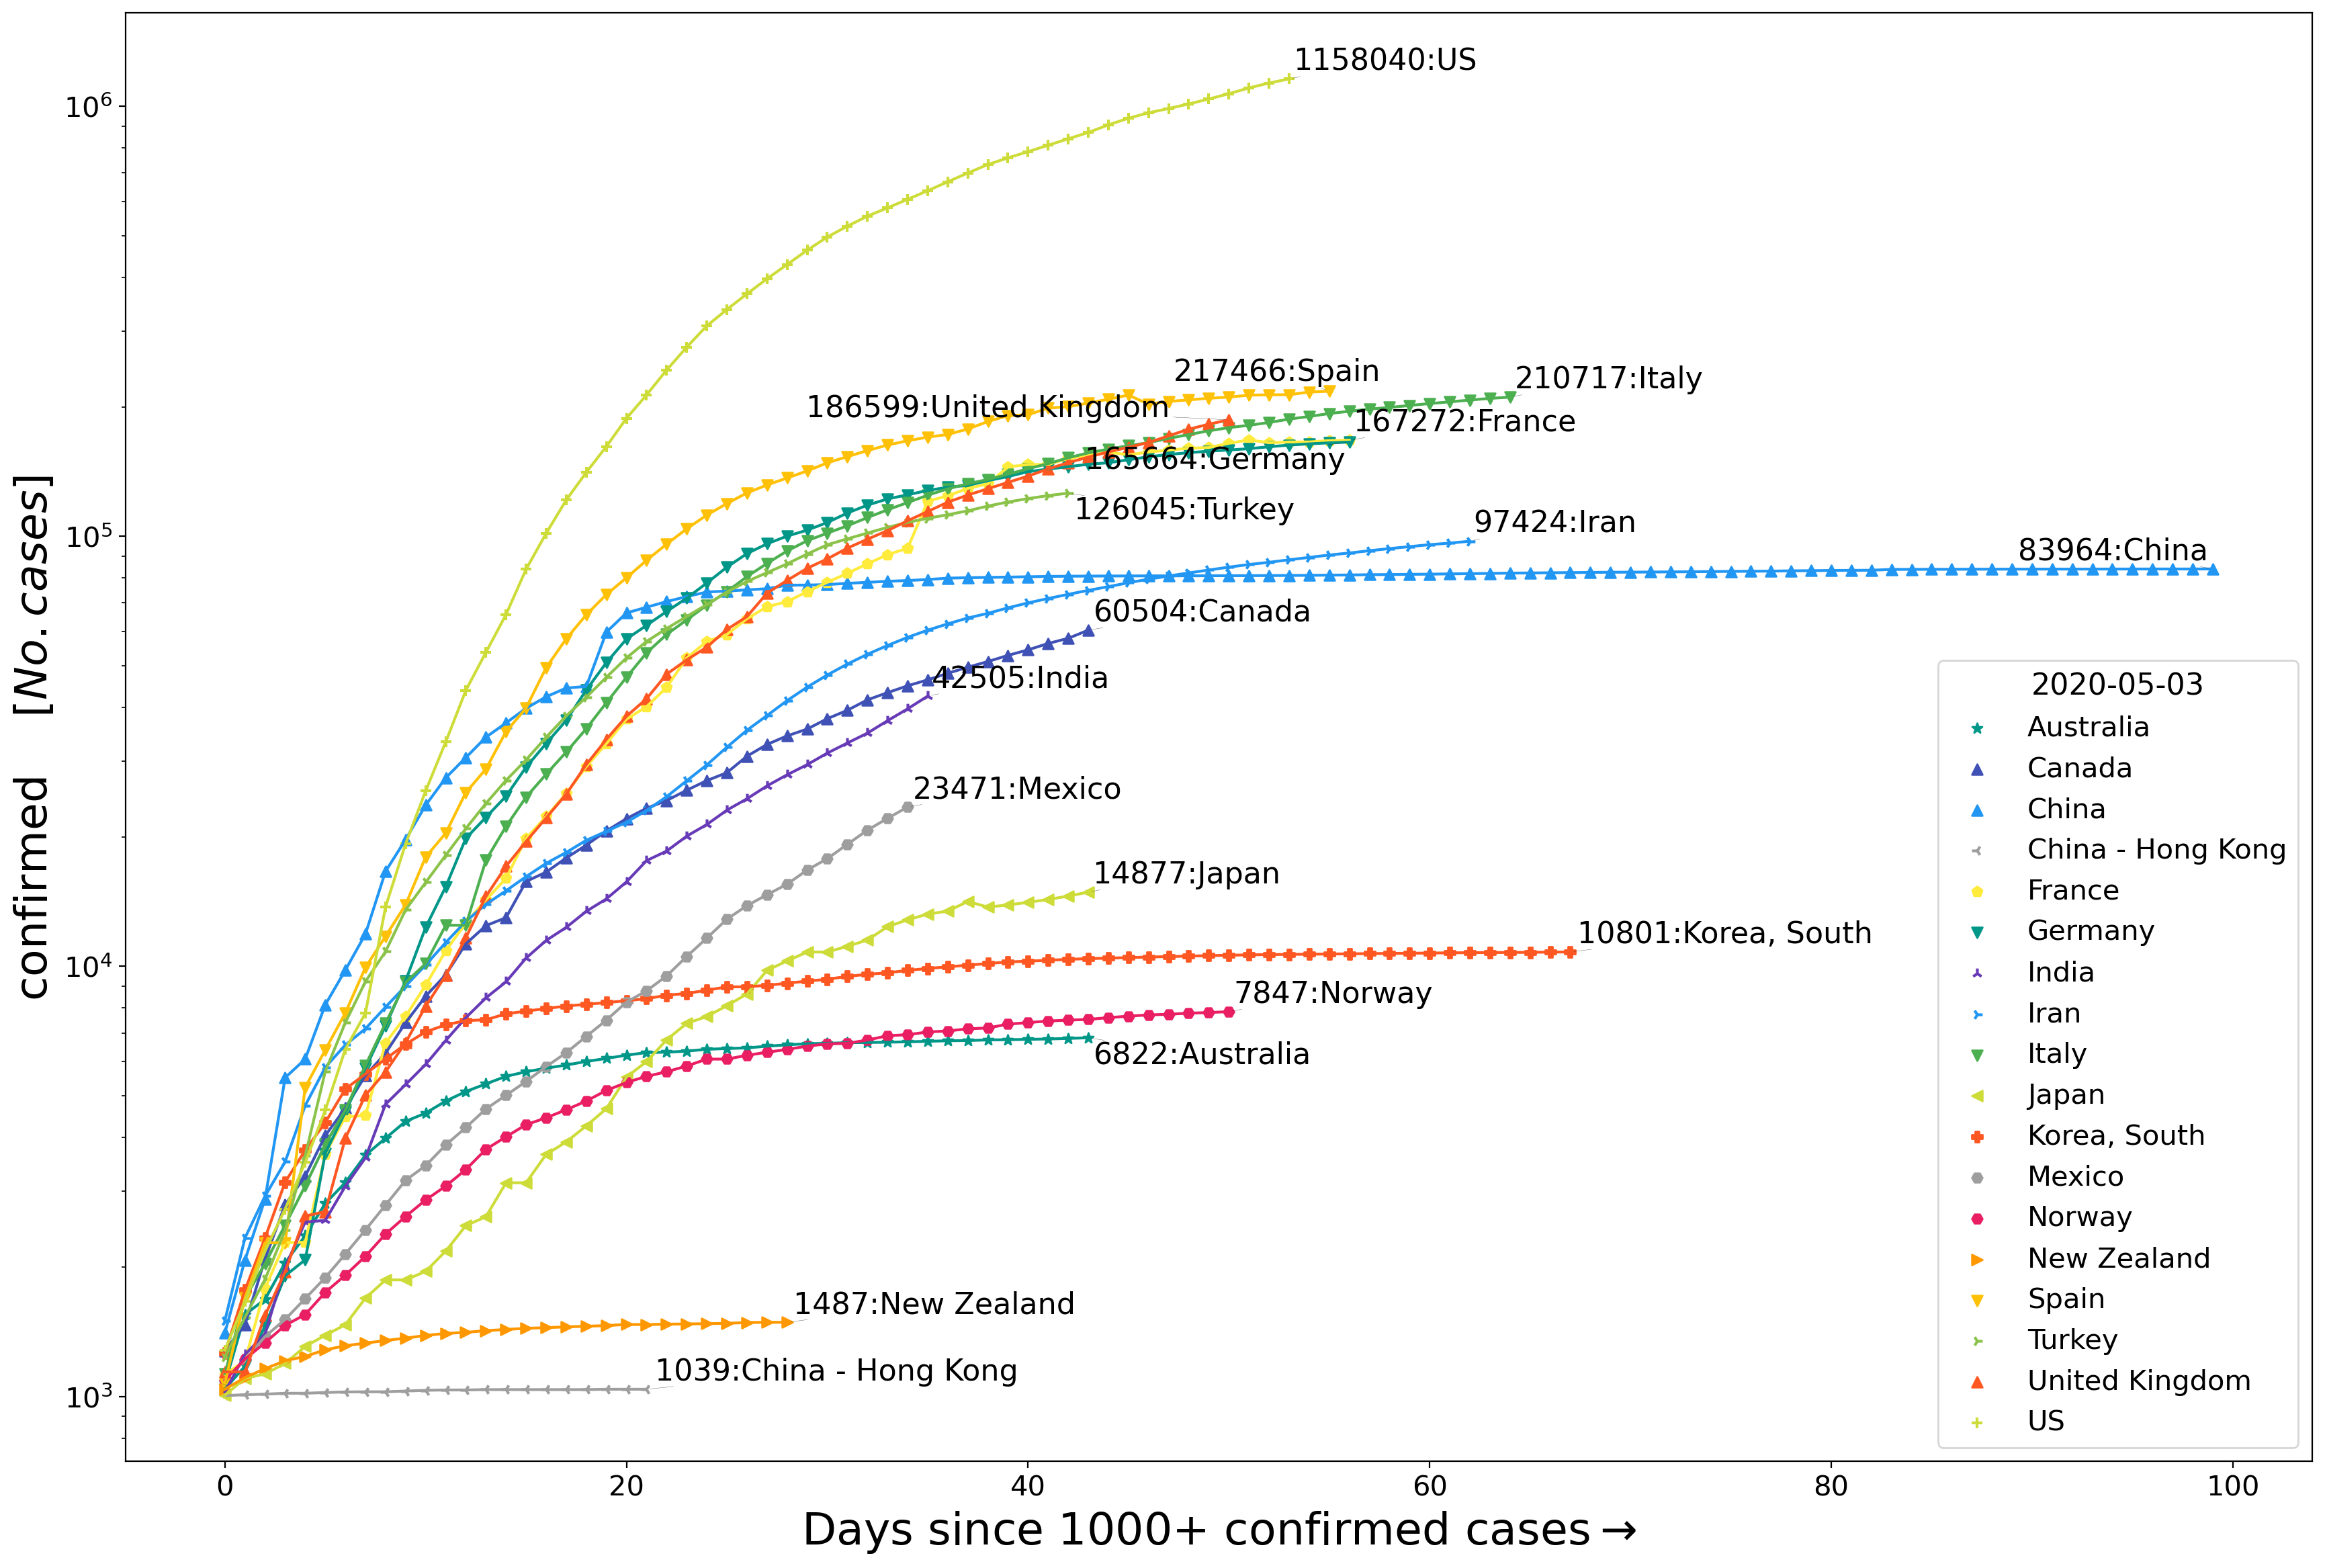 1158040:US
10⁶
217466:Spain
210717:Italy
186599:United Kingdom
167272:France
165664:Germany
126045:Turkey
97424:Iran
10⁵
83964:China
60504:Canada
42505:India
23471:Mexico
14877:Japan
10801:Korea, South
10⁴
7847:Norway
6822:Australia
1487:New Zealand
1039:China - Hong Kong
10³
confirmed [No. cases]
2020-05-03
Australia
Canada
China
China - Hong Kong
France
Germany
India
Iran
Italy
Japan
Korea, South
Mexico
Norway
New Zealand
Spain
Turkey
United Kingdom
US
0 20 40 60 80 100
Days since 1000+ confirmed cases→